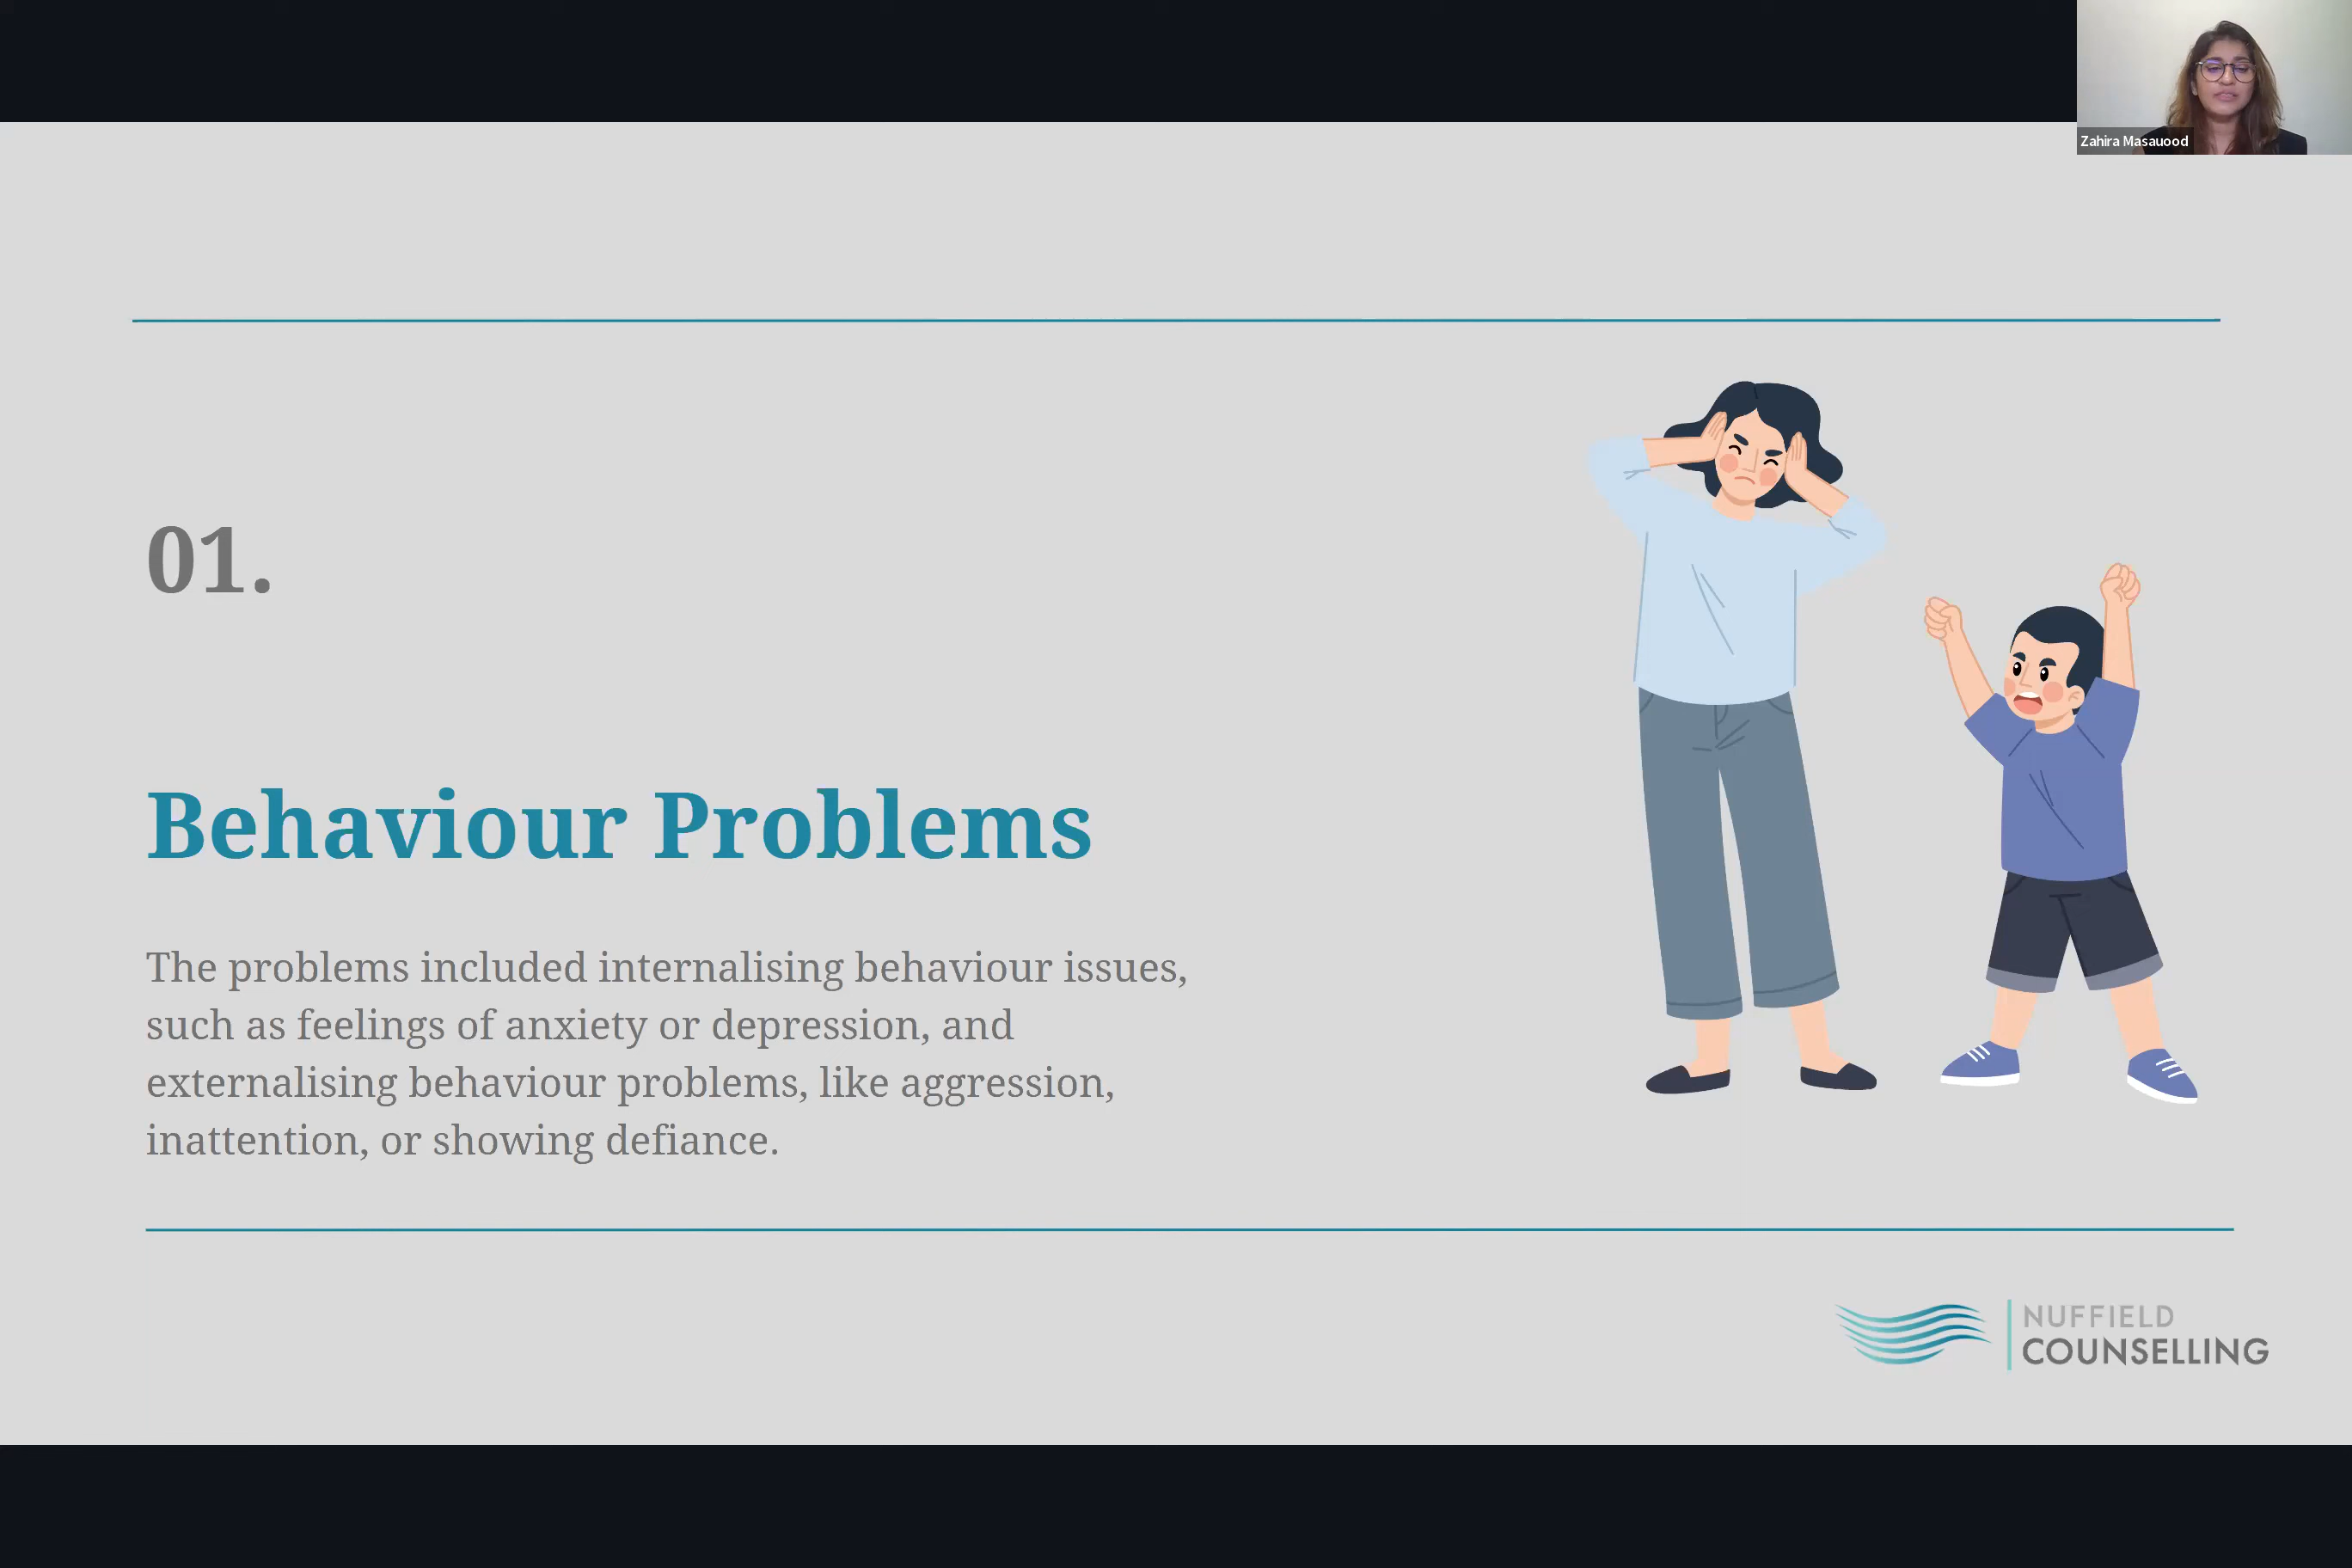 Zahira Masauood
01.
Behaviour Problems
The problems included internalising behaviour issues,
such as feelings of anxiety or depression, and
externalising behaviour problems, like aggression,
inattention, or showing defiance.
NUFFIELD
COUNSELLING